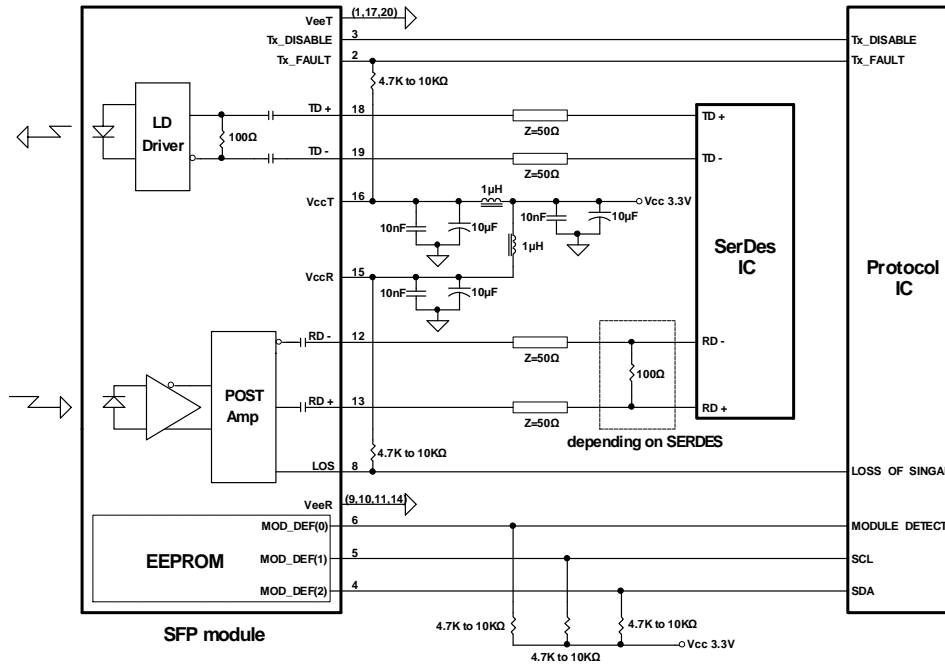 VeeT (1,17,20)
Tx_DISABLE 3 Tx_DISABLE
Tx_FAULT 2 Tx_FAULT
4.7K to 10KΩ
LD
Driver
100Ω
TD + 18 TD +
Z=50Ω
TD - 19 TD -
Z=50Ω
VccT 16
1µH
Vcc 3.3V
10nF 10µF 10nF 10µF
1µH
SerDes
IC
Protocol
IC
VccR 15
10nF 10µF
RD - 12 RD -
Z=50Ω
100Ω
POST
Amp
RD + 13 RD +
Z=50Ω
depending on SERDES
4.7K to 10KΩ
LOS 8 LOSS OF SINGAL
VeeR (9,10,11,14)
MOD_DEF(0) 6 MODULE DETECT
EEPROM
MOD_DEF(1) 5 SCL
MOD_DEF(2) 4 SDA
4.7K to 10KΩ 4.7K to 10KΩ
SFP module
Vcc 3.3V
4.7K to 10KΩ